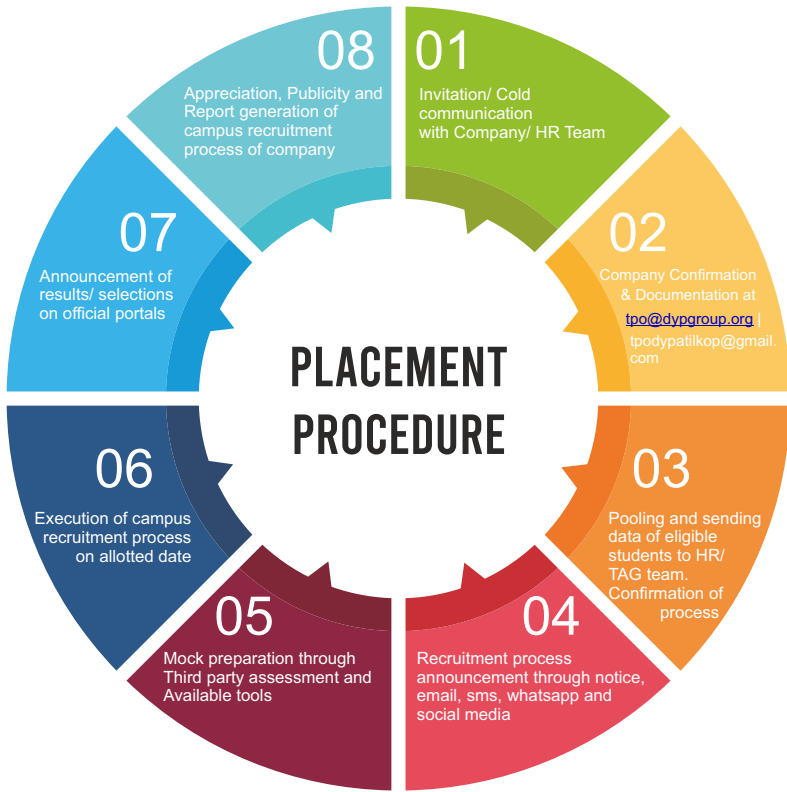 PLACEMENT
PROCEDURE
01
Invitation/ Cold
communication
with Company/ HR Team
02
Company Confirmation
& Documentation at
tpo@dypgroup.org |
tpodypatilkop@gmail.
com
03
Pooling and sending
data of eligible
students to HR/
TAG team.
Confirmation of
process
04
Recruitment process
announcement through notice,
email, sms, whatsapp and
social media
05
Mock preparation through
Third party assessment and
Available tools
06
Execution of campus
recruitment process
on allotted date
07
Announcement of
results/ selections
on official portals
08
Appreciation, Publicity and
Report generation of
campus recruitment
process of company